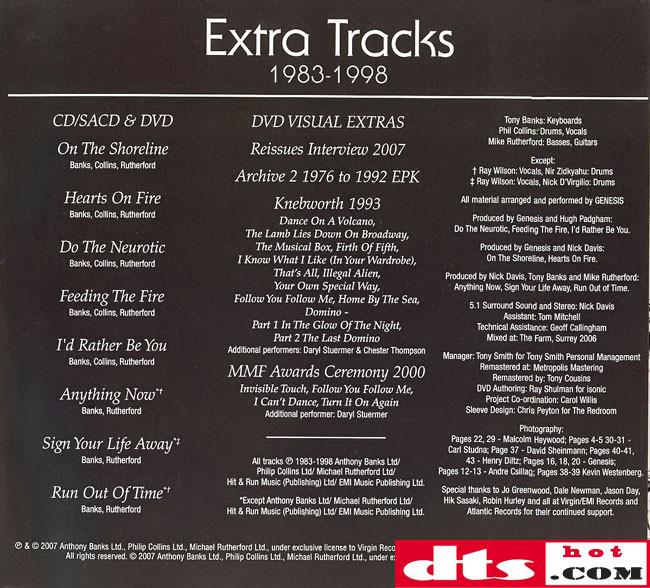 Extra Tracks
1983-1998
CD/SACD & DVD
On The Shoreline
Banks, Collins, Rutherford
Hearts On Fire
Banks, Collins, Rutherford
Do The Neurotic
Banks, Collins, Rutherford
Feeding The Fire
Banks, Collins, Rutherford
I'd Rather Be You
Banks, Collins, Rutherford
Anything Now*†
Banks, Rutherford
Sign Your Life Away*‡
Banks, Rutherford
Run Out Of Time*†
Banks, Rutherford
DVD VISUAL EXTRAS
Reissues Interview 2007
Archive 2 1976 to 1992 EPK
Knebworth 1993
Dance On A Volcano,
The Lamb Lies Down On Broadway,
The Musical Box, Firth Of Fifth,
I Know What I Like (In Your Wardrobe),
That's All, Illegal Alien,
Your Own Special Way,
Follow You Follow Me, Home By The Sea,
Domino -
Part 1 In The Glow Of The Night,
Part 2 The Last Domino
Additional performers: Daryl Stuermer & Chester Thompson
MMF Awards Ceremony 2000
Invisible Touch, Follow You Follow Me,
I Can't Dance, Turn It On Again
Additional performer: Daryl Stuermer
All tracks ℗ 1983-1998 Anthony Banks Ltd/
Philip Collins Ltd/ Michael Rutherford Ltd/
Hit & Run Music (Publishing) Ltd/ EMI Music Publishing Ltd.
*Except Anthony Banks Ltd/ Michael Rutherford Ltd/
Hit & Run Music (Publishing) Ltd/ EMI Music Publishing Ltd.
Tony Banks: Keyboards
Phil Collins: Drums, Vocals
Mike Rutherford: Basses, Guitars
Except:
† Ray Wilson: Vocals, Nir Zidkyahu: Drums
‡ Ray Wilson: Vocals, Nick D'Virgilio: Drums
All material arranged and performed by GENESIS
Produced by Genesis and Hugh Padgham:
Do The Neurotic, Feeding The Fire, I'd Rather Be You.
Produced by Genesis and Nick Davis:
On The Shoreline, Hearts On Fire.
Produced by Nick Davis, Tony Banks and Mike Rutherford:
Anything Now, Sign Your Life Away, Run Out Of Time.
5.1 Surround Sound and Stereo: Nick Davis
Assistant: Tom Mitchell
Technical Assistance: Geoff Callingham
Mixed at: The Farm, Surrey 2006
Manager: Tony Smith for Tony Smith Personal Management
Remastered at: Metropolis Mastering
Remastered by: Tony Cousins
DVD Authoring: Ray Shulman for isonic
Project Co-ordination: Carol Willis
Sleeve Design: Chris Peyton for The Redroom
Photography:
Pages 22, 29 - Malcolm Heywood; Pages 4-5 30-31 -
Carl Studna; Page 37 - David Sheinmann; Pages 40-41,
43 - Henry Diltz; Pages 16, 18, 20 - Genesis;
Pages 12-13 - Andre Csillag; Pages 38-39 Kevin Westenberg.
Special thanks to Jo Greenwood, Dale Newman, Jason Day,
Hik Sasaki, Robin Hurley and all at Virgin/EMI Records and
Atlantic Records for their continued support.
℗ & © 2007 Anthony Banks Ltd., Philip Collins Ltd., Michael Rutherford Ltd., under exclusive license to Virgin
All rights reserved. © 2007 Anthony Banks Ltd., Philip Collins Ltd., Michael Rutherford Ltd., under
dts
hot
.COM